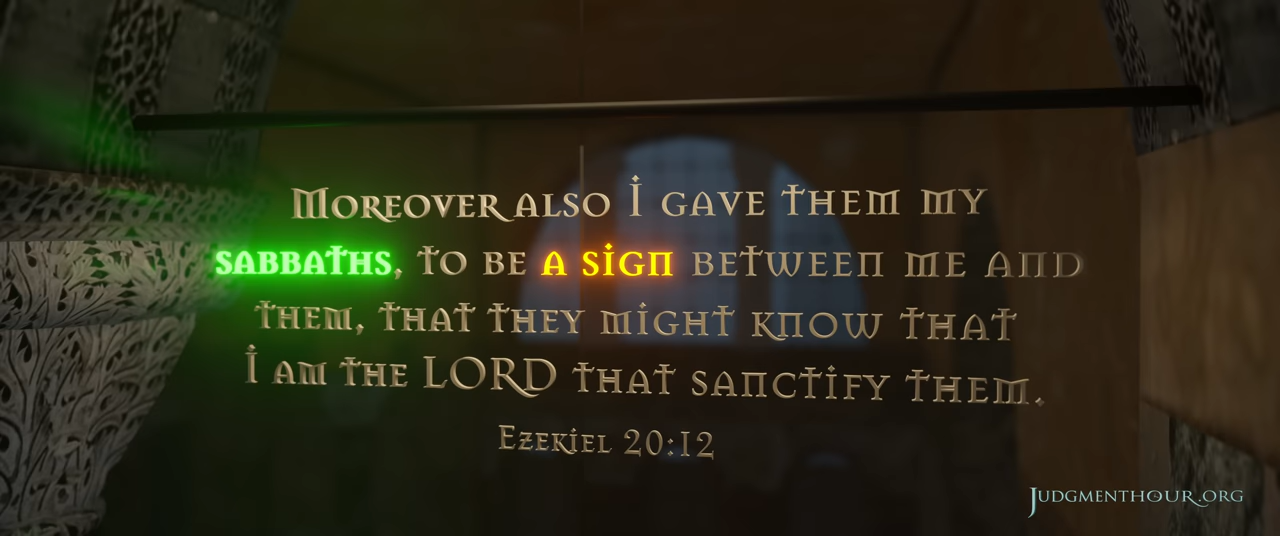 Moreover also I gave them my
sabbaths, to be a sign between me and
them, that they might know that
I am the LORD that sanctify them.
Ezekiel 20:12
Judgmenthour.org